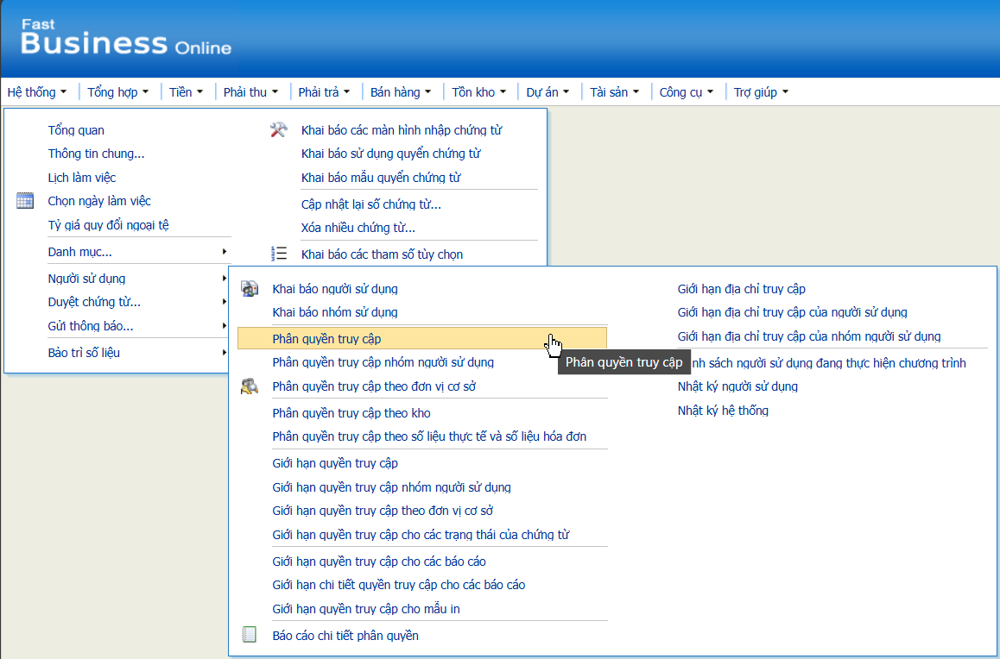 Fast
Business Online
Hệ thống
Tổng hợp
Tiền
Phải thu
Phải trả
Bán hàng
Tồn kho
Dự án
Tài sản
Công cụ
Trợ giúp
Tổng quan
Thông tin chung...
Lịch làm việc
Chọn ngày làm việc
Tỷ giá quy đổi ngoại tệ
Danh mục...
Người sử dụng
Duyệt chứng từ...
Gửi thông báo...
Bảo trì số liệu
Khai báo các màn hình nhập chứng từ
Khai báo sử dụng quyển chứng từ
Khai báo mẫu quyển chứng từ
Cập nhật lại số chứng từ...
Xóa nhiều chứng từ...
Khai báo các tham số tùy chọn
Khai báo người sử dụng
Khai báo nhóm sử dụng
Phân quyền truy cập
Phân quyền truy cập nhóm người sử dụng
Phân quyền truy cập theo đơn vị cơ sở
Phân quyền truy cập theo kho
Phân quyền truy cập theo số liệu thực tế và số liệu hóa đơn
Giới hạn quyền truy cập
Giới hạn quyền truy cập nhóm người sử dụng
Giới hạn quyền truy cập theo đơn vị cơ sở
Giới hạn quyền truy cập cho các trạng thái của chứng từ
Giới hạn quyền truy cập cho các báo cáo
Giới hạn chi tiết quyền truy cập cho các báo cáo
Giới hạn quyền truy cập cho mẫu in
Báo cáo chi tiết phân quyền
Giới hạn địa chỉ truy cập
Giới hạn địa chỉ truy cập của người sử dụng
Giới hạn địa chỉ truy cập của nhóm người sử dụng
Phân quyền truy cập
sách người sử dụng đang thực hiện chương trình
Nhật ký người sử dụng
Nhật ký hệ thống